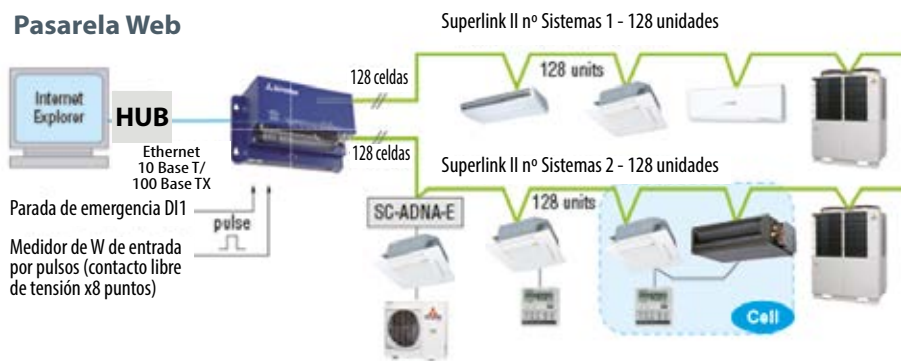 Pasarela Web
Superlink II nº Sistemas 1 - 128 unidades
128 celdas
128 units
Internet
Explorer
HUB
Ethernet
10 Base T/
100 Base TX
128 celdas
Superlink II nº Sistemas 2 - 128 unidades
Parada de emergencia DI1
pulse
SC-ADNA-E
128 units
Medidor de W de entrada
por pulsos (contacto libre
de tensión x8 puntos)
Cell